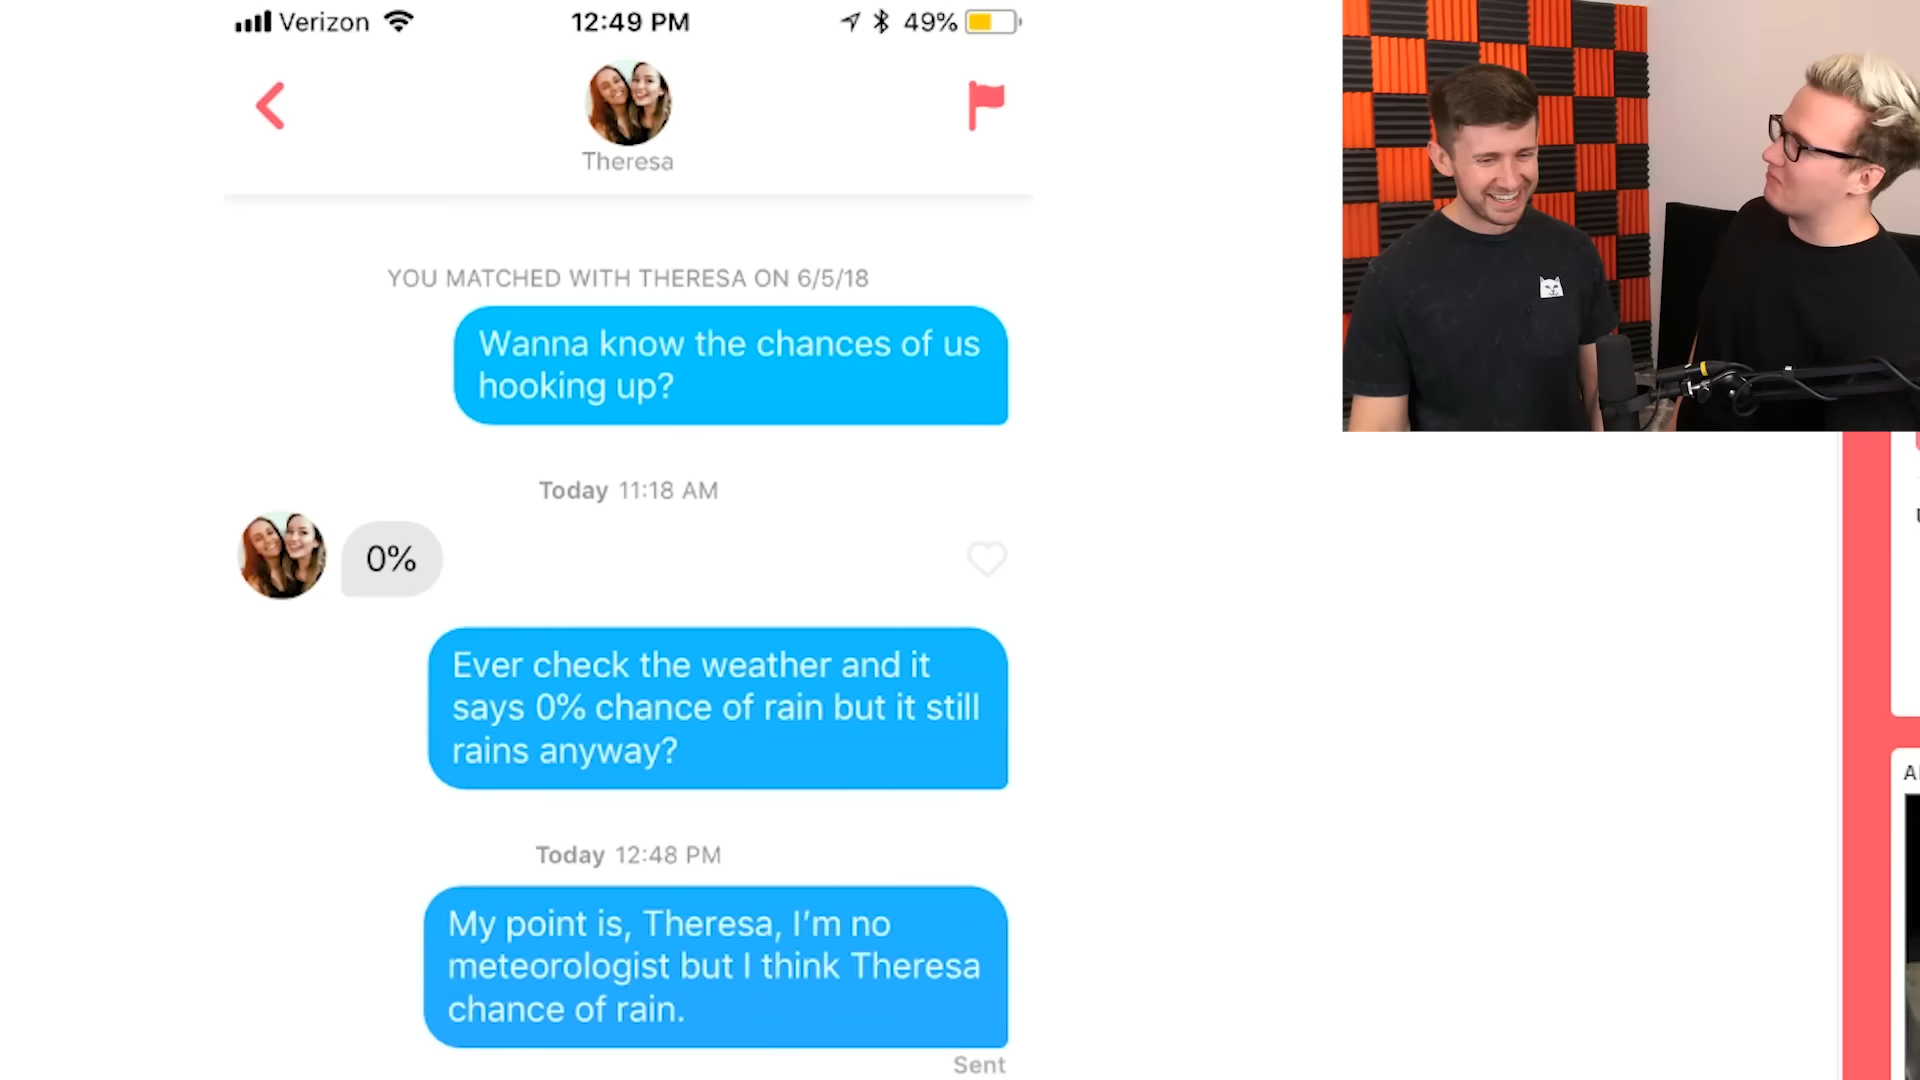 Verizon 12:49 PM 49%
Theresa
YOU MATCHED WITH THERESA ON 6/5/18
Wanna know the chances of us
hooking up?
Today 11:18 AM
0%
Ever check the weather and it
says 0% chance of rain but it still
rains anyway?
Today 12:48 PM
My point is, Theresa, I'm no
meteorologist but I think Theresa
chance of rain.
Sent